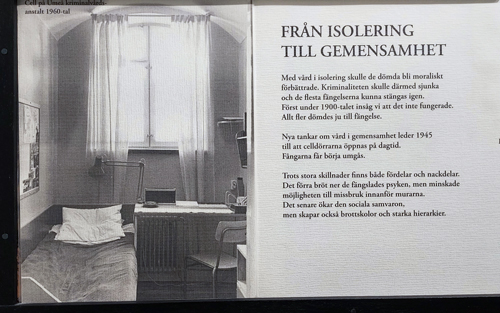 Cell på Umeå kriminalvårds-
anstalt 1960-tal
FRÅN ISOLERING
TILL GEMENSAMHET
Med vård i isolering skulle de dömda bli moraliskt
förbättrade. Kriminaliteten skulle därmed sjunka
och de flesta fängelserna kunna stängas igen.
Först under 1900-talet insåg vi att det inte fungerade.
Allt fler dömdes ju till fängelse.
Nya tankar om vård i gemensamhet leder 1945
till att celldörrarna öppnas på dagtid.
Fångarna får börja umgås.
Trots stora skillnader finns både fördelar och nackdelar.
Det förra bröt ner de fängslades psyken, men minskade
möjligheten till missbruk innanför murarna.
Det senare ökar den sociala samvaron,
men skapar också brottskolor och starka hierarkier.